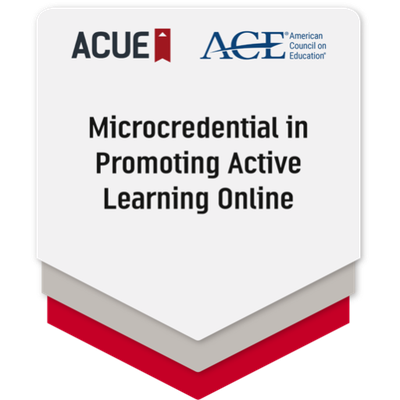 ACUE
ACE® American
Council on
Education®
Microcredential in
Promoting Active
Learning Online